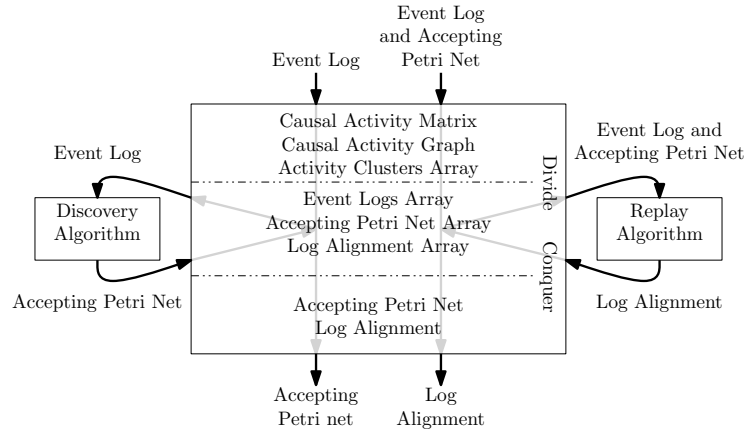 Event Log
and Accepting
Petri Net
Event Log
Causal Activity Matrix
Causal Activity Graph
Activity Clusters Array
Event Log
Event Log and
Accepting Petri Net
Divide
Discovery
Algorithm
Event Logs Array
Accepting Petri Net Array
Log Alignment Array
Replay
Algorithm
Conquer
Accepting Petri Net
Log Alignment
Accepting Petri Net
Log Alignment
Accepting
Petri net
Log
Alignment